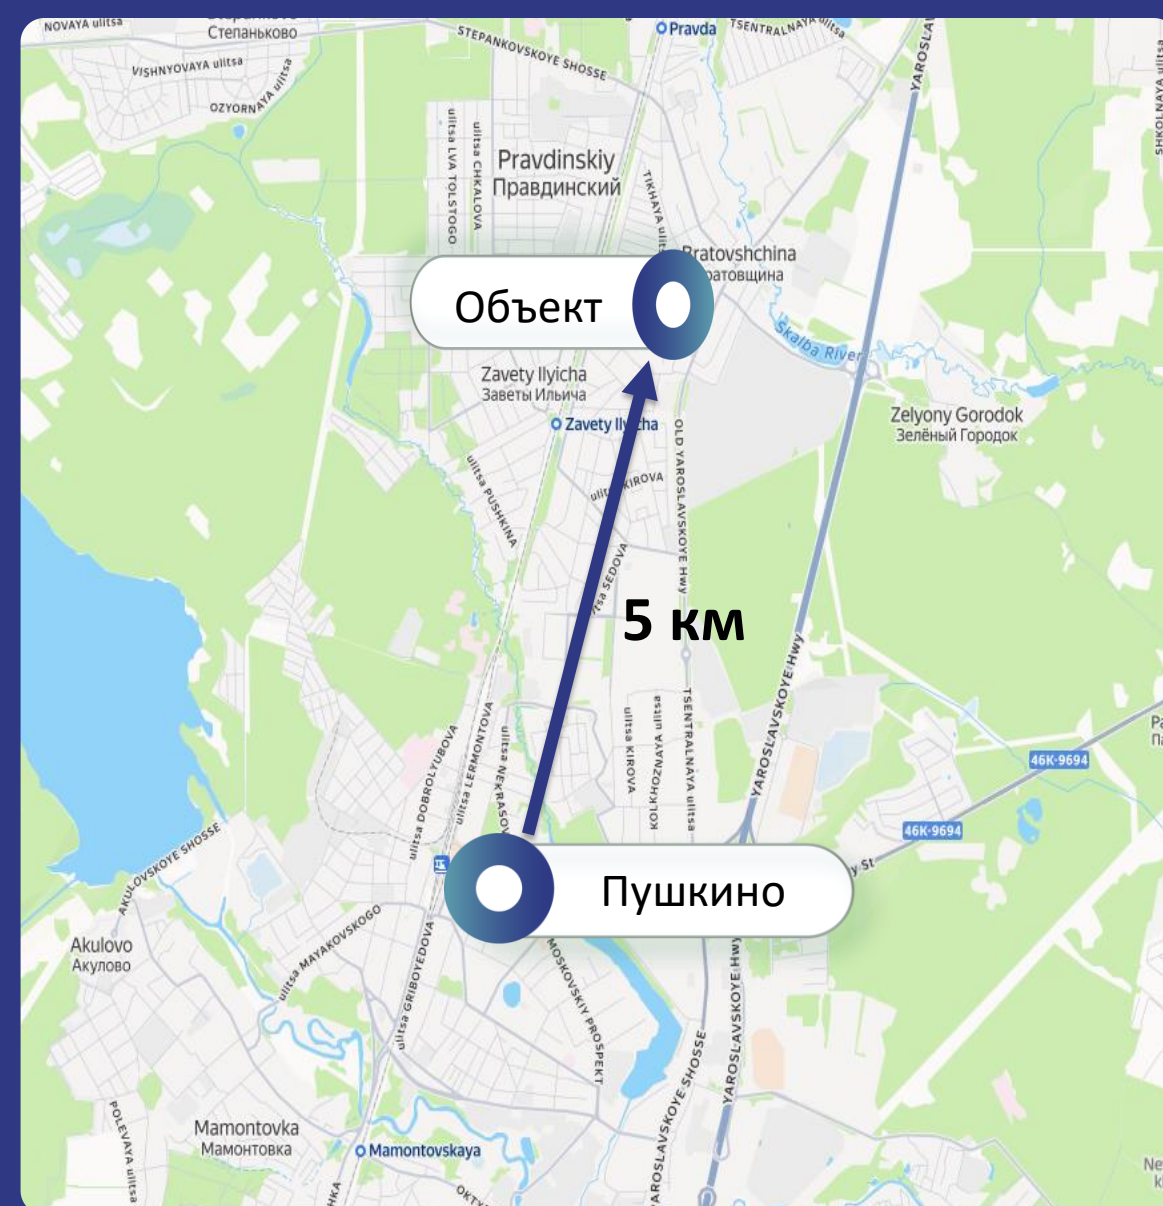 NOVAYA ulitsa
Степаньково
Pravda
TSENTRALNAYA ulitsa
STEPANKOVSKOYE SHOSSE
VISHNYOVAYA ulitsa
OZYORNAYA ulitsa
SHKOLNAYA ulitsa
ulitsa LVA TOLSTOGO
ulitsa CHKALOVA
Pravdinskiy
Правдинский
TIKHAYA
Bratovshchina
Объект
Skalba River
Zavety Ilyicha
Заветы Ильича
Zavety
Zelyony Gorodok
Зелёный Городок
OLD YAROSLAVSKOYE Hwy
ulitsa PUSHKINA
KIROVA
SEDOVA
5 км
YAROSLAVSKOYE Hwy
TSENTRALNAYA ulitsa
KOLKHOZNAYA ulitsa
ulitsa KIROVA
ulitsa LERMONTOVA
ulitsa DOBROLYUBOVA
ulitsa
46K-9694
46K-9694
AKULOVSKOYE SHOSSE
St
Пушкино
ulitsa MAYAKOVSKOGO
Akulovo
Акулово
ulitsa GRIBOYEDOVA
MOSKOVSKIY PROSPEKT
YAROSLAVSKOYE Hwy
YAROSLAVSKOYE SHOSSE
POLEVAYA ulitsa
Mamontovka
Мамонтовка
Mamontovskaya